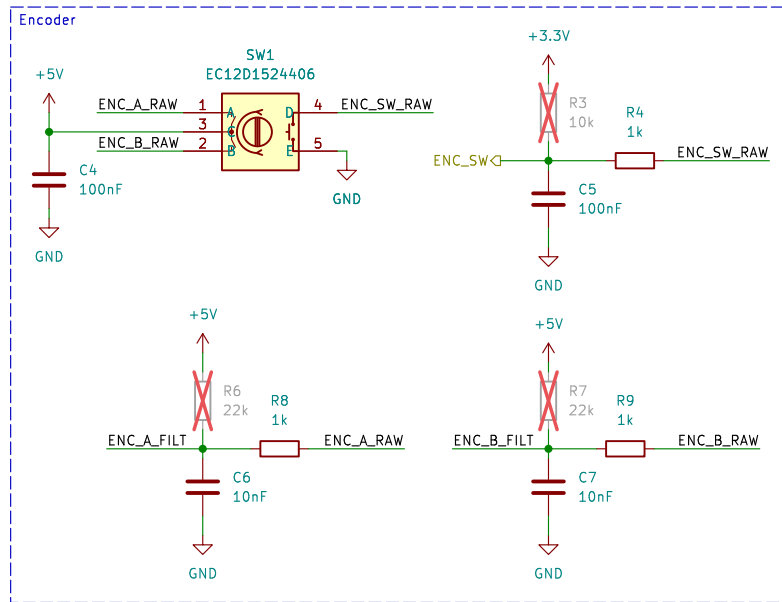 Encoder
+5V
C4
100nF
GND
SW1
EC12D1524406
ENC_A_RAW
1
A
3
C
ENC_B_RAW
2
B
D
4
ENC_SW_RAW
E
5
GND
+3.3V
R3
10k
R4
1k
ENC_SW
ENC_SW_RAW
C5
100nF
GND
+5V
R6
22k
R8
1k
ENC_A_FILT
ENC_A_RAW
C6
10nF
GND
+5V
R7
22k
R9
1k
ENC_B_FILT
ENC_B_RAW
C7
10nF
GND